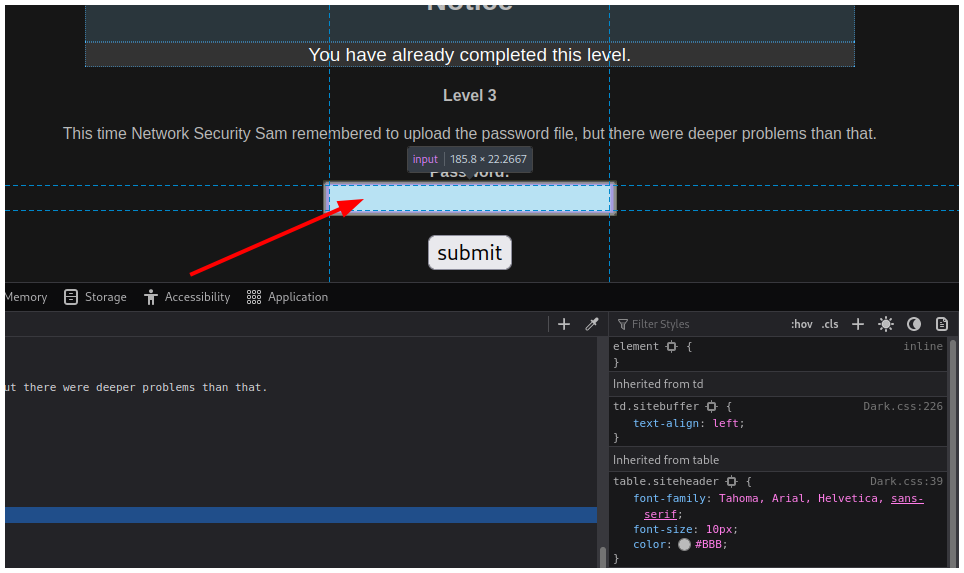 Notice
You have already completed this level.
Level 3
This time Network Security Sam remembered to upload the password file, but there were deeper problems than that.
input 185.8 × 22.2667
Password:
submit
Memory Storage Accessibility Application
Filter Styles :hov .cls
element { inline
}
ut there were deeper problems than that.
Inherited from td
td.sitebuffer { Dark.css:226
text-align: left;
}
Inherited from table
table.siteheader { Dark.css:39
font-family: Tahoma, Arial, Helvetica, sans-
serif;
font-size: 10px;
color: #BBB;
}